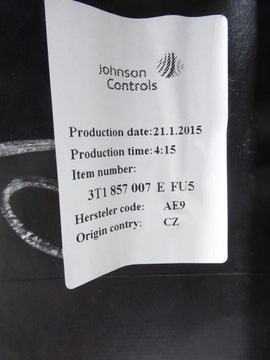 Johnson
Controls
Production date:21.1.2015
Production time:4:15
Item number:
3T1 857 007 E FU5
Hersteler code: AE9
Origin contry: CZ